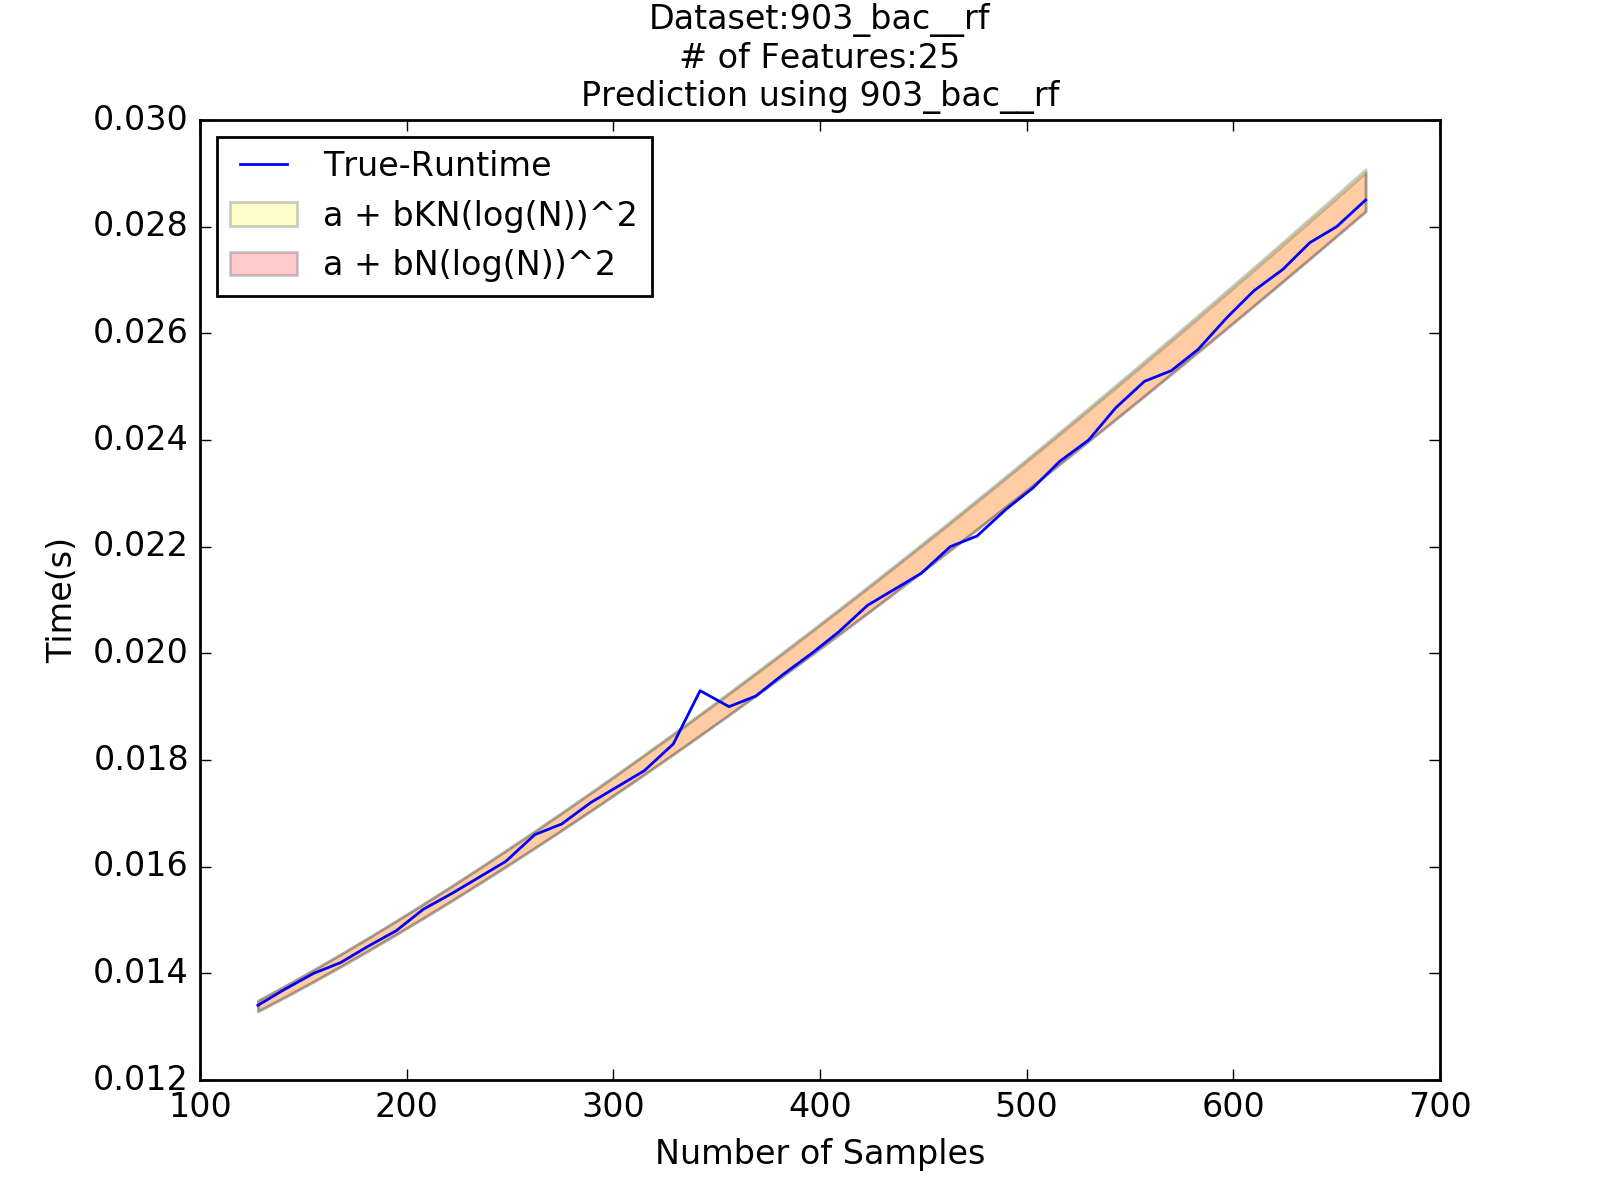 Dataset:903_bac__rf
# of Features:25
Prediction using 903_bac__rf
True-Runtime
a + bKN(log(N))^2
a + bN(log(N))^2
0.030
0.028
0.026
0.024
0.022
0.020
0.018
0.016
0.014
0.012
Time(s)
100 200 300 400 500 600 700
Number of Samples